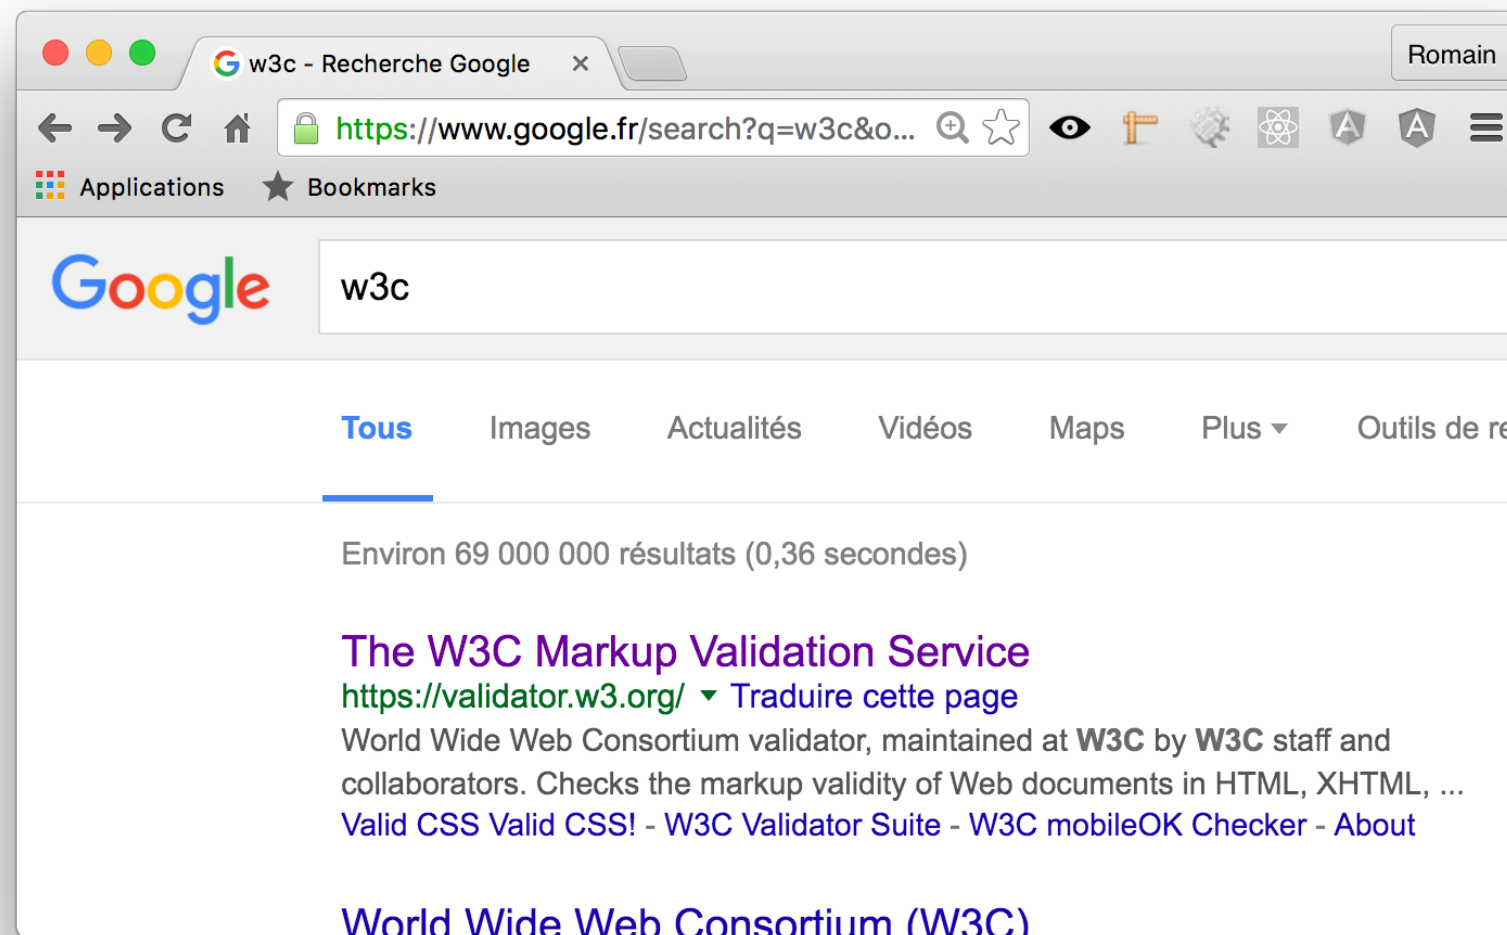 w3c - Recherche Google
Romain
https://www.google.fr/search?q=w3c&o...
Applications Bookmarks
Google w3c
Tous Images Actualités Vidéos Maps Plus Outils de re
Environ 69 000 000 résultats (0,36 secondes)
The W3C Markup Validation Service
https://validator.w3.org/ Traduire cette page
World Wide Web Consortium validator, maintained at W3C by W3C staff and
collaborators. Checks the markup validity of Web documents in HTML, XHTML, ...
Valid CSS Valid CSS! - W3C Validator Suite - W3C mobileOK Checker - About
World Wide Web Consortium (W3C)